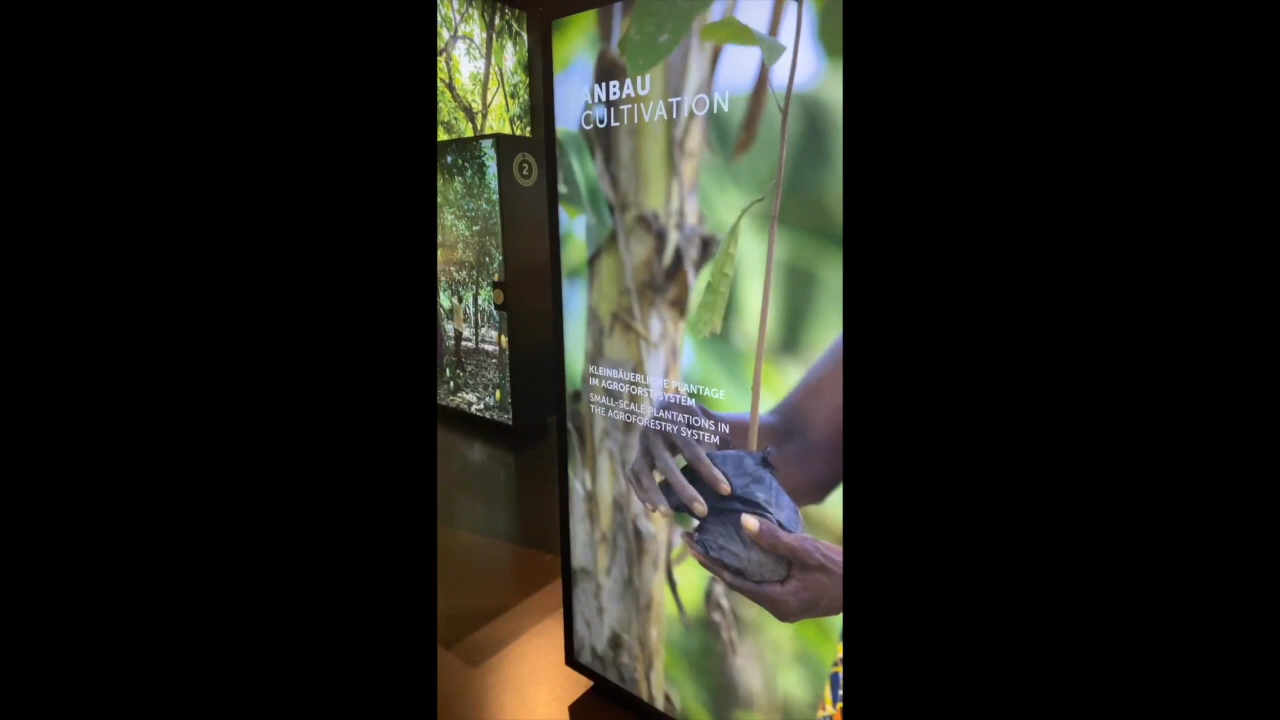 ANBAU
CULTIVATION
2
KLEINBÄUERLICHE PLANTAGE
IM AGROFORST-SYSTEM
SMALL-SCALE PLANTATIONS IN
THE AGROFORESTRY SYSTEM